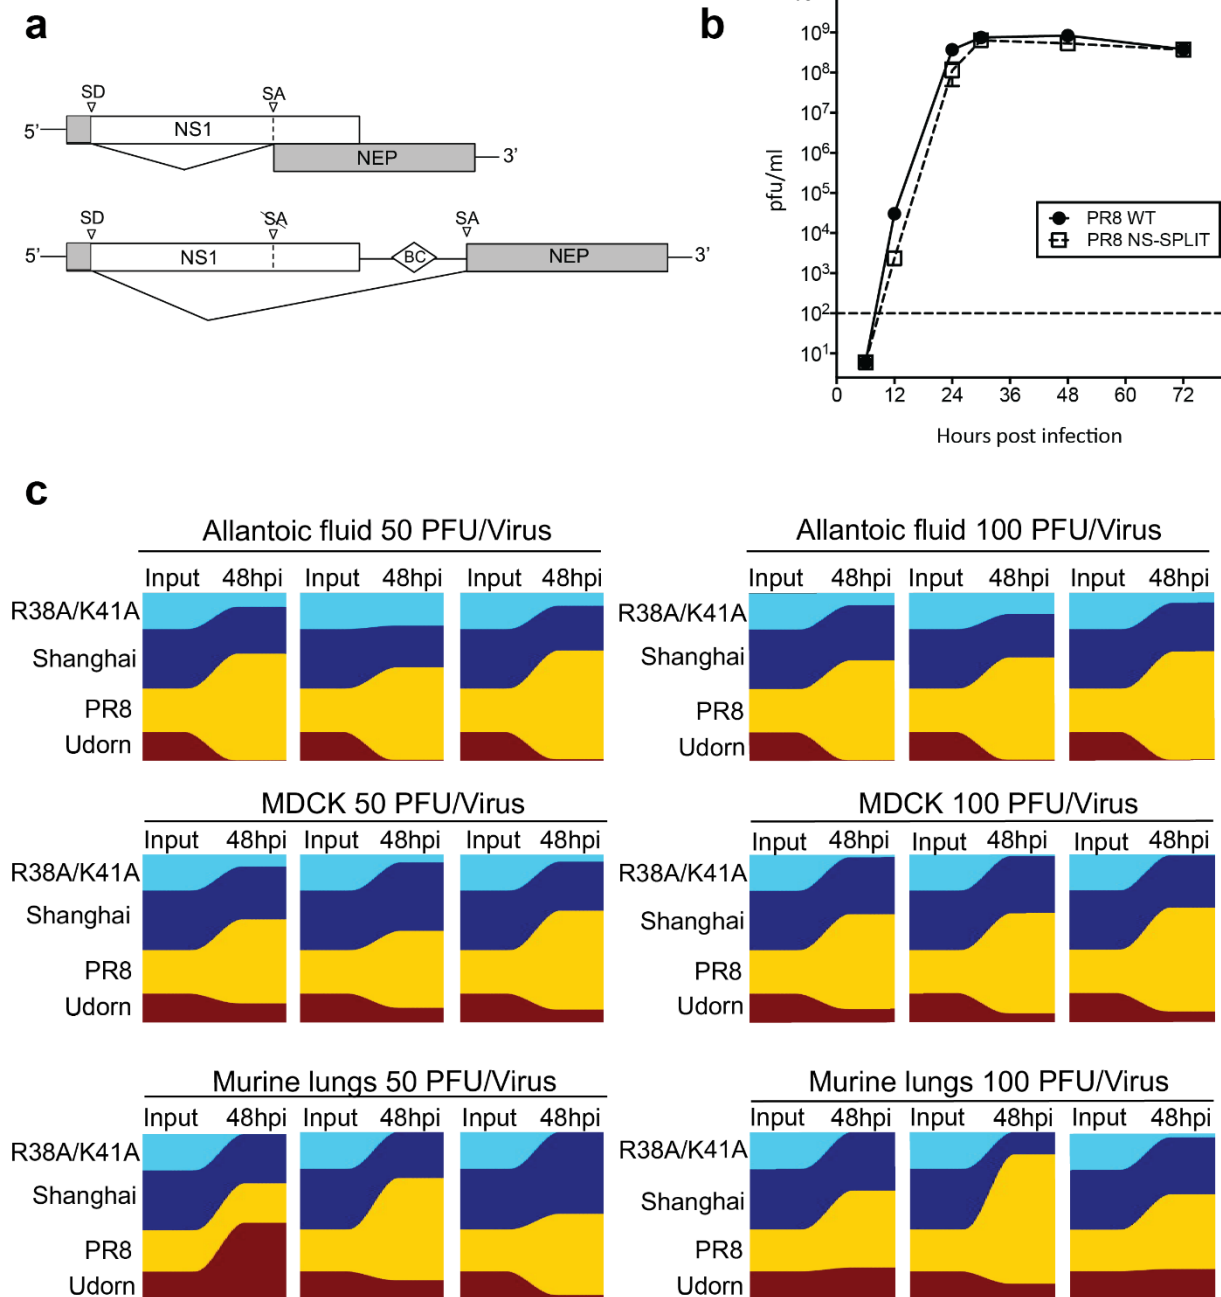 a
SD
SA
5'
NS1
NEP
3'
SD
SA
SA
5'
NS1
BC
NEP
3'
b
10⁹
10⁸
10⁷
10⁶
10⁵
10⁴
10³
10²
10¹
pfu/ml
PR8 WT
PR8 NS-SPLIT
0 12 24 36 48 60 72
Hours post infection
c
Allantoic fluid 50 PFU/Virus
Input 48hpi Input 48hpi Input 48hpi
R38A/K41A
Shanghai
PR8
Udorn
Allantoic fluid 100 PFU/Virus
Input 48hpi Input 48hpi Input 48hpi
R38A/K41A
Shanghai
PR8
Udorn
MDCK 50 PFU/Virus
Input 48hpi Input 48hpi Input 48hpi
R38A/K41A
Shanghai
PR8
Udorn
MDCK 100 PFU/Virus
Input 48hpi Input 48hpi Input 48hpi
R38A/K41A
Shanghai
PR8
Udorn
Murine lungs 50 PFU/Virus
Input 48hpi Input 48hpi Input 48hpi
R38A/K41A
Shanghai
PR8
Udorn
Murine lungs 100 PFU/Virus
Input 48hpi Input 48hpi Input 48hpi
R38A/K41A
Shanghai
PR8
Udorn